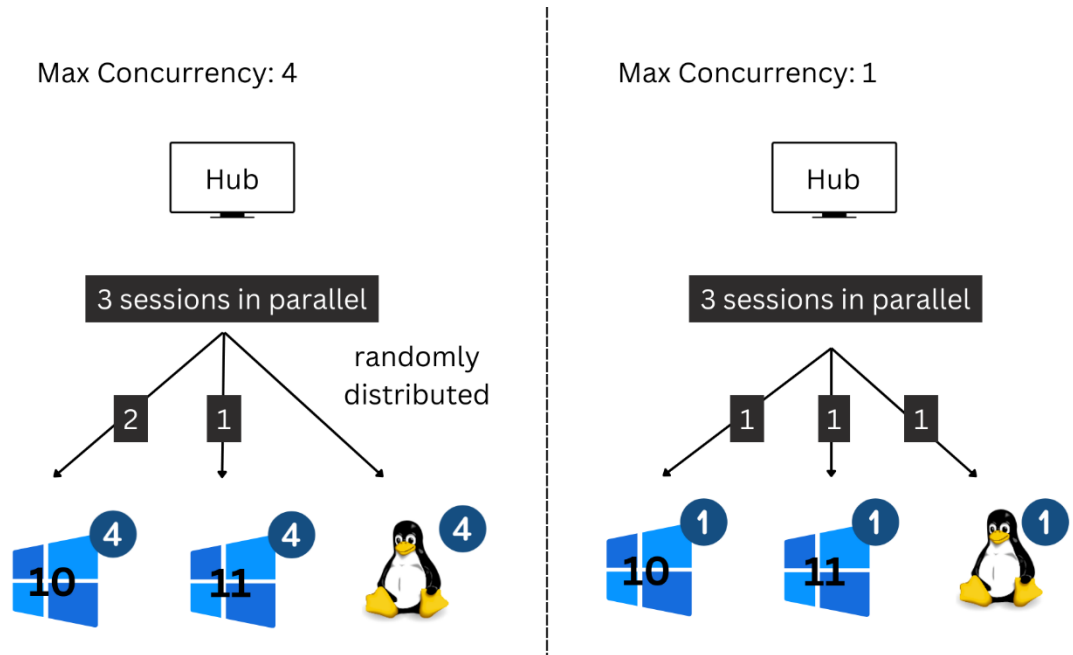 Max Concurrency: 4
Hub
3 sessions in parallel
randomly
distributed
2
1
4
10
4
11
4
Max Concurrency: 1
Hub
3 sessions in parallel
1
1
1
1
10
1
11
1